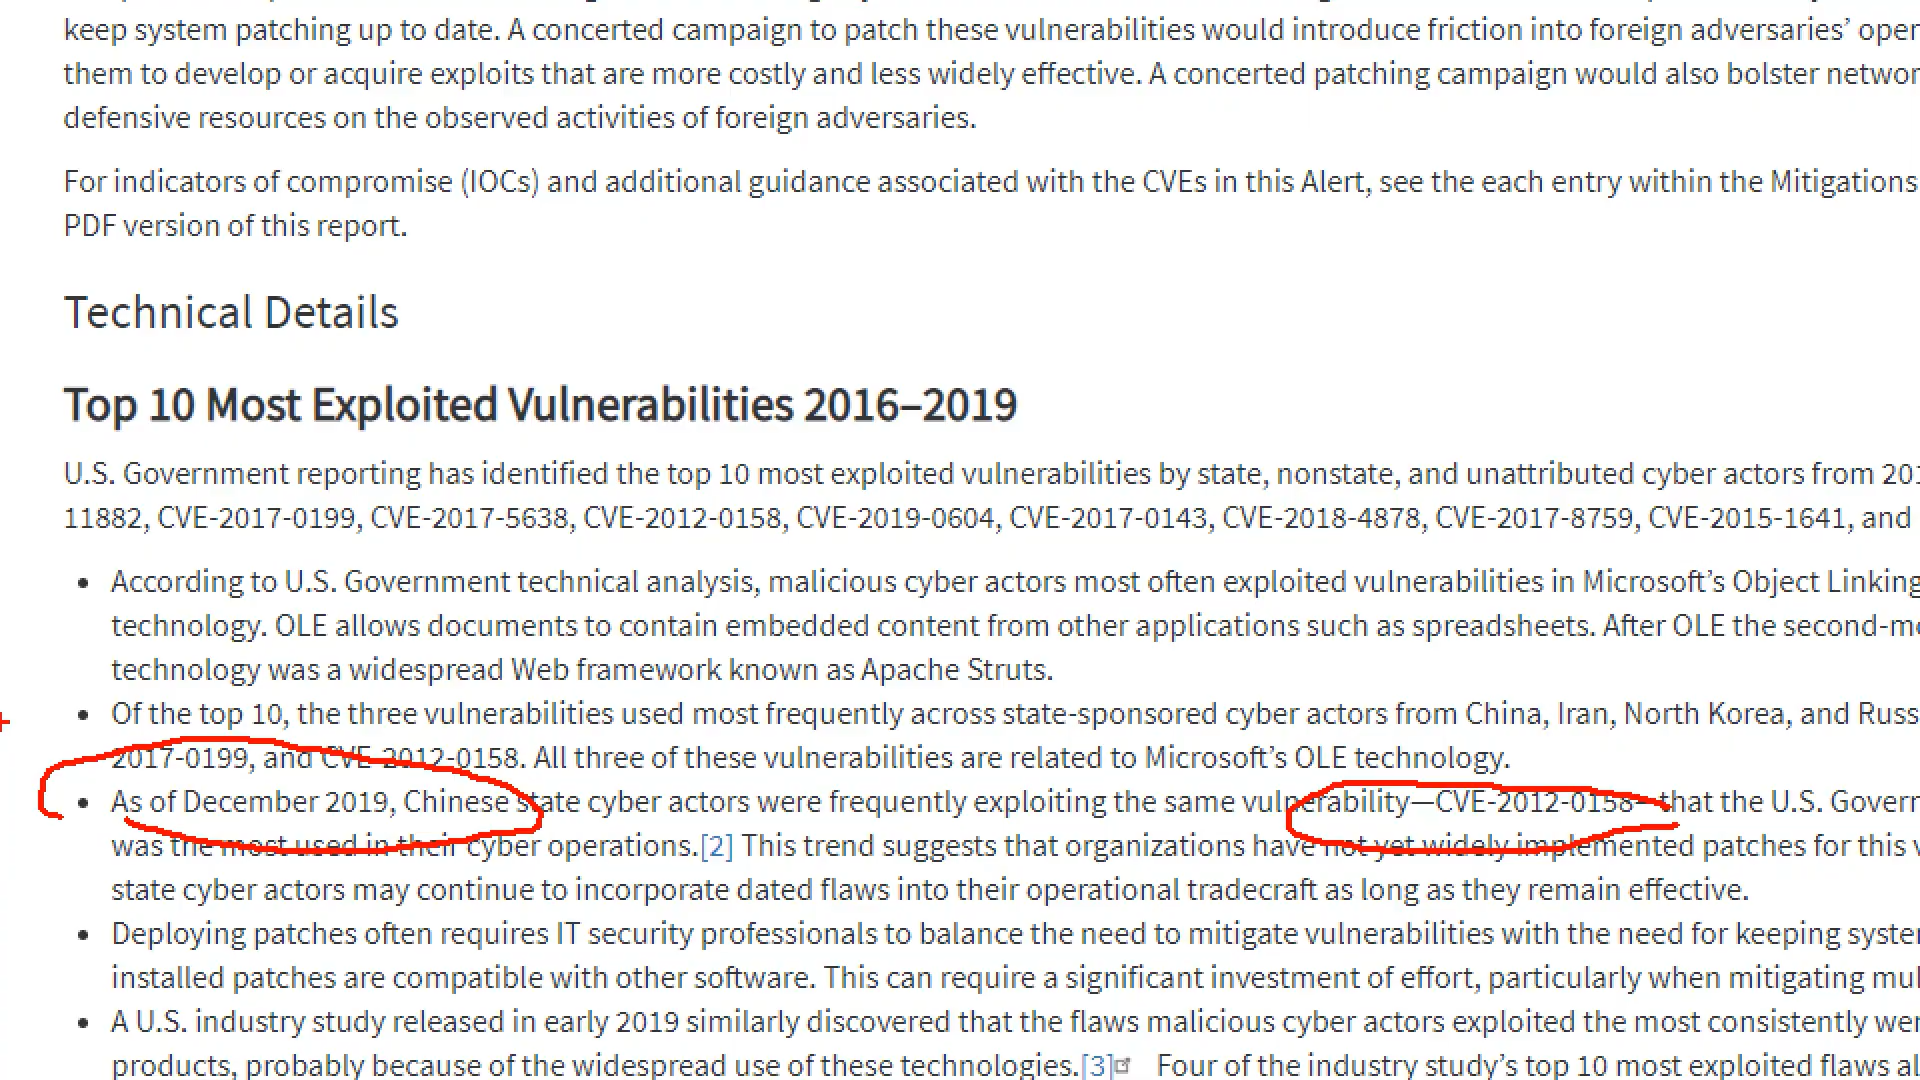 keep system patching up to date. A concerted campaign to patch these vulnerabilities would introduce friction into foreign adversaries’ oper
them to develop or acquire exploits that are more costly and less widely effective. A concerted patching campaign would also bolster networ
defensive resources on the observed activities of foreign adversaries.
For indicators of compromise (IOCs) and additional guidance associated with the CVEs in this Alert, see the each entry within the Mitigations
PDF version of this report.
Technical Details
Top 10 Most Exploited Vulnerabilities 2016–2019
U.S. Government reporting has identified the top 10 most exploited vulnerabilities by state, nonstate, and unattributed cyber actors from 201
11882, CVE-2017-0199, CVE-2017-5638, CVE-2012-0158, CVE-2019-0604, CVE-2017-0143, CVE-2018-4878, CVE-2017-8759, CVE-2015-1641, and
• According to U.S. Government technical analysis, malicious cyber actors most often exploited vulnerabilities in Microsoft’s Object Linking
technology. OLE allows documents to contain embedded content from other applications such as spreadsheets. After OLE the second-mo
technology was a widespread Web framework known as Apache Struts.
• Of the top 10, the three vulnerabilities used most frequently across state-sponsored cyber actors from China, Iran, North Korea, and Russ
2017-0199, and CVE-2012-0158. All three of these vulnerabilities are related to Microsoft’s OLE technology.
• As of December 2019, Chinese state cyber actors were frequently exploiting the same vulnerability—CVE-2012-0158—that the U.S. Govern
was the most used in their cyber operations.[2] This trend suggests that organizations have not yet widely implemented patches for this v
state cyber actors may continue to incorporate dated flaws into their operational tradecraft as long as they remain effective.
• Deploying patches often requires IT security professionals to balance the need to mitigate vulnerabilities with the need for keeping system
installed patches are compatible with other software. This can require a significant investment of effort, particularly when mitigating mul
• A U.S. industry study released in early 2019 similarly discovered that the flaws malicious cyber actors exploited the most consistently wer
products, probably because of the widespread use of these technologies.[3] Four of the industry study’s top 10 most exploited flaws al